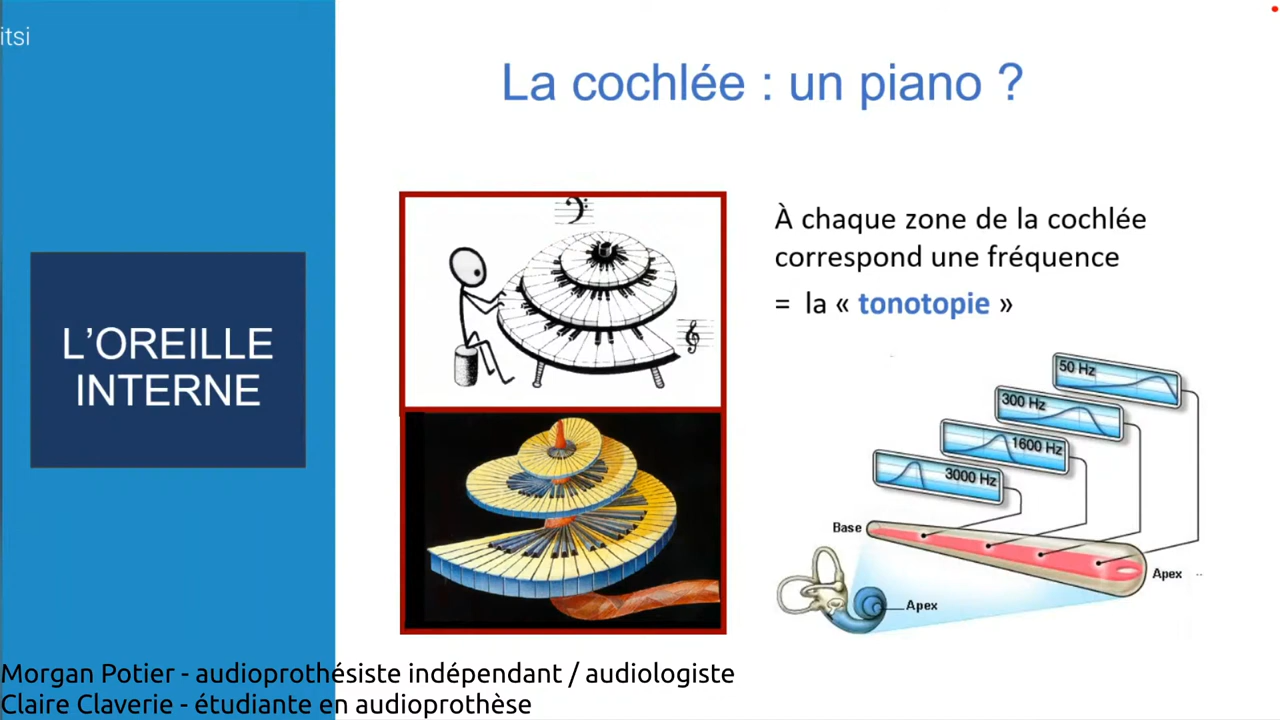 itsi
La cochlée : un piano ?
L'OREILLE
INTERNE
À chaque zone de la cochlée
correspond une fréquence
= la « tonotopie »
50 Hz
300 Hz
1600 Hz
3000 Hz
Base
Apex
Apex
Morgan Potier - audioprothésiste indépendant / audiologiste
Claire Claverie - étudiante en audioprothèse